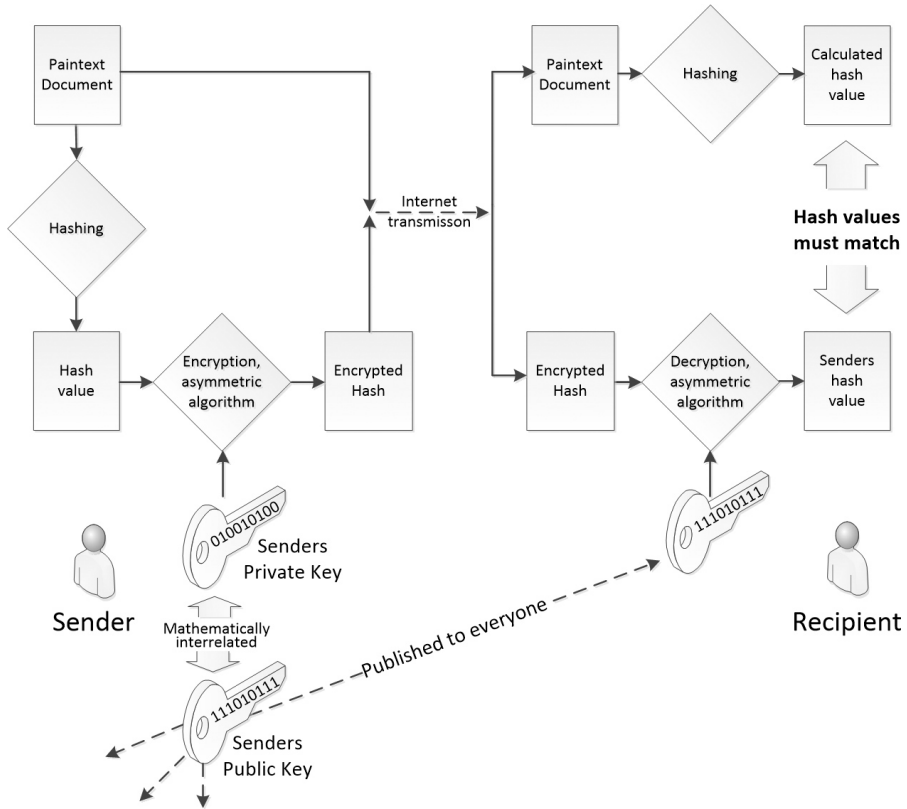 Paintext
Document
Hashing
Hash
value
Encryption,
asymmetric
algorithm
Encrypted
Hash
Internet
transmisson
Paintext
Document
Hashing
Calculated
hash
value
Hash values
must match
Encrypted
Hash
Decryption,
asymmetric
algorithm
Senders
hash
value
010010100
Senders
Private Key
Sender
Mathematically
interrelated
111010111
Senders
Public Key
Published to everyone
111010111
Recipient